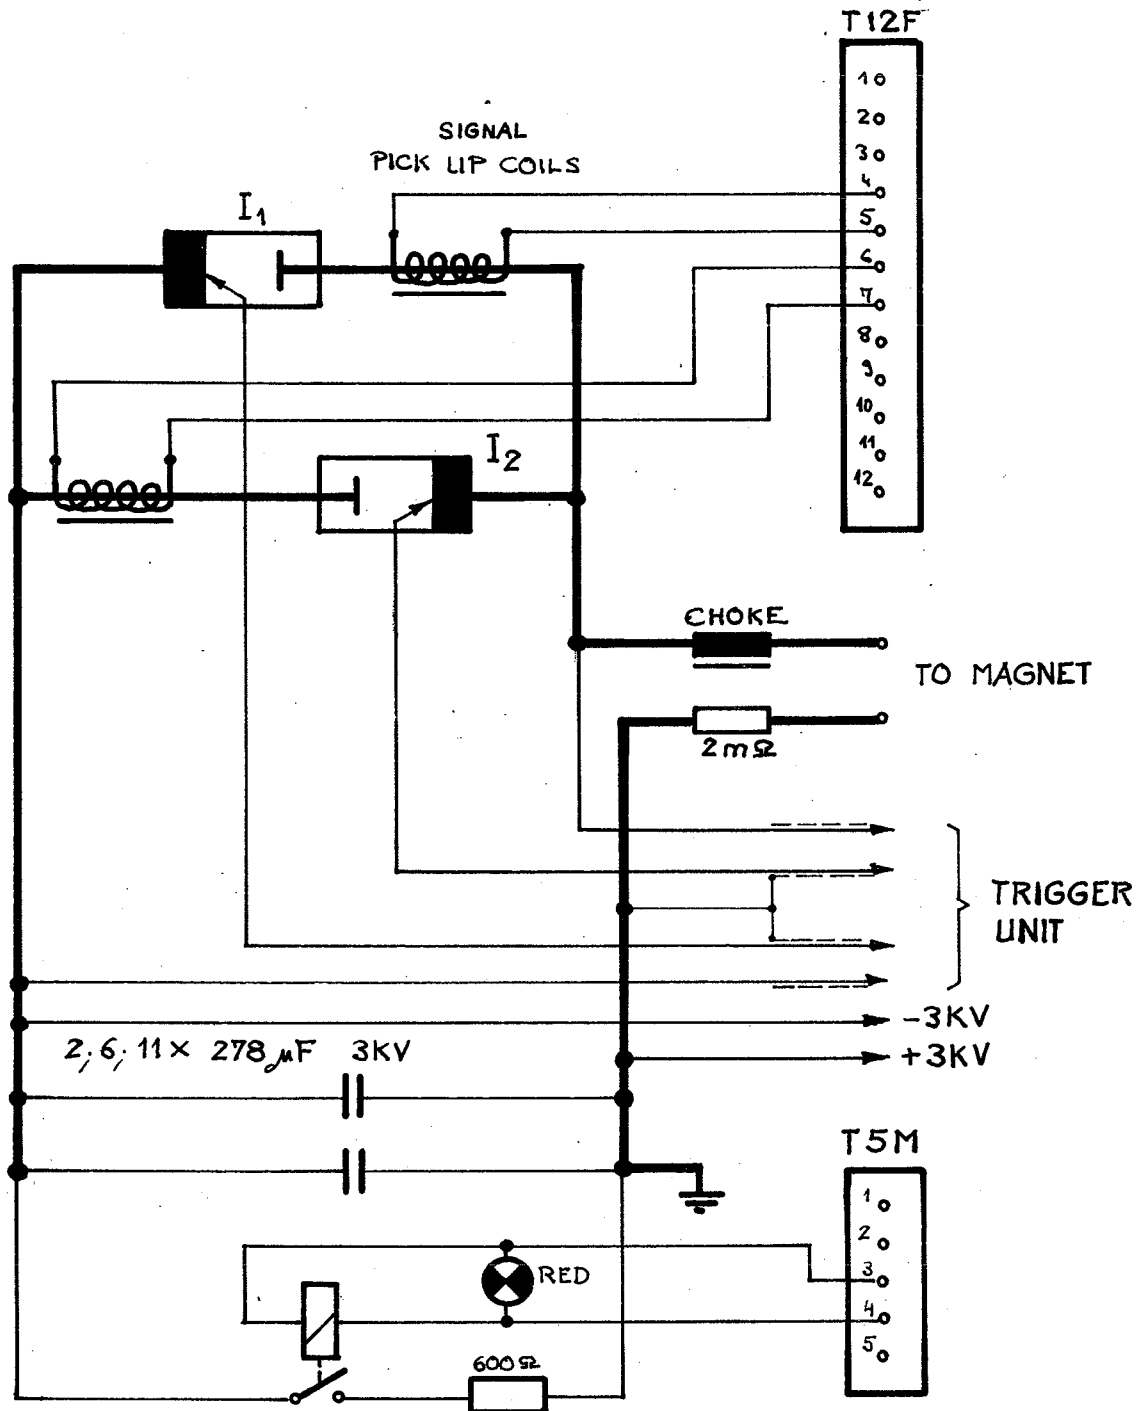 T12F
1
2
3
4
5
6
7
8
9
10
11
12
SIGNAL
PICK UP COILS
I1
I2
CHOKE
TO MAGNET
2mΩ
TRIGGER
UNIT
-3KV
+3KV
2; 6; 11 × 278 μF 3KV
T5M
1
2
3
4
5
RED
600Ω